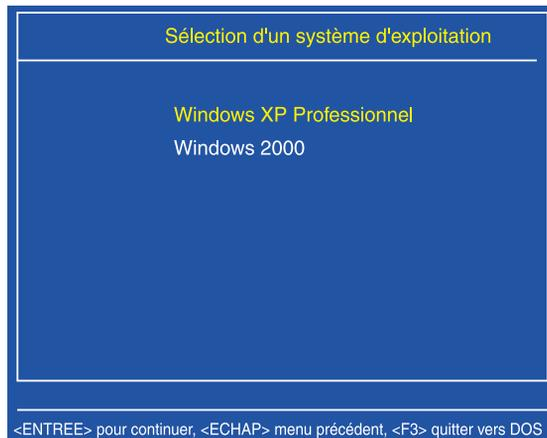 Sélection d'un système d'exploitation
Windows XP Professionnel
Windows 2000
<ENTREE> pour continuer, <ECHAP> menu précédent, <F3> quitter vers DOS